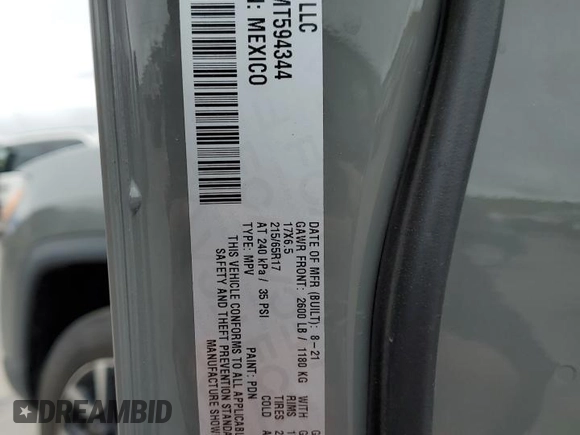 LLC
MT594344
: MEXICO
DATE OF MFR (BUILT): 8-21
GAWR FRONT: 2600 LB / 1180 KG WITH
17X6.5 RIMS
215/65R17 TIRES
AT 240 kPa / 35 PSI COLD
TYPE: MPV PAINT: PDN
THIS VEHICLE CONFORMS TO ALL APPLICABLE
SAFETY AND THEFT PREVENTION STANDA
MANUFACTURE SHOW
DREAMBID